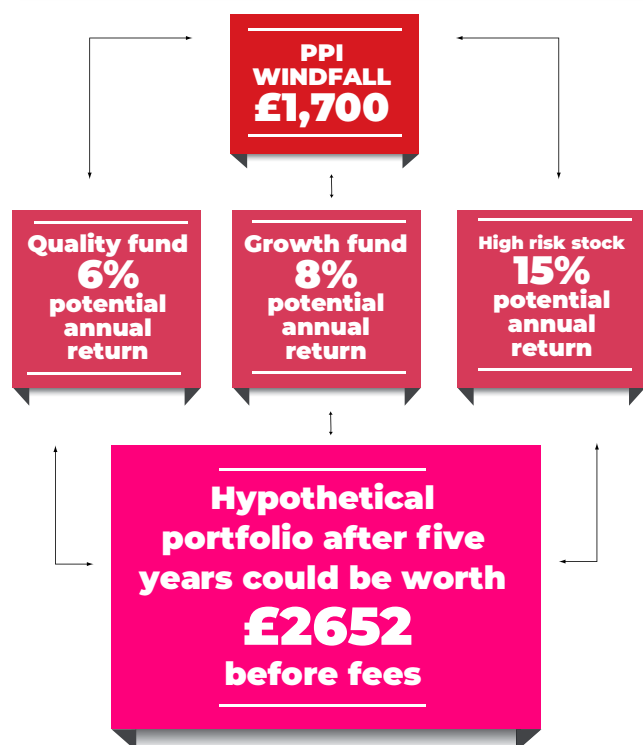 PPI
WINDFALL
£1,700
Quality fund
6%
potential
annual
return
Growth fund
8%
potential
annual
return
High risk stock
15%
potential
annual
return
Hypothetical
portfolio after five
years could be worth
£2652
before fees